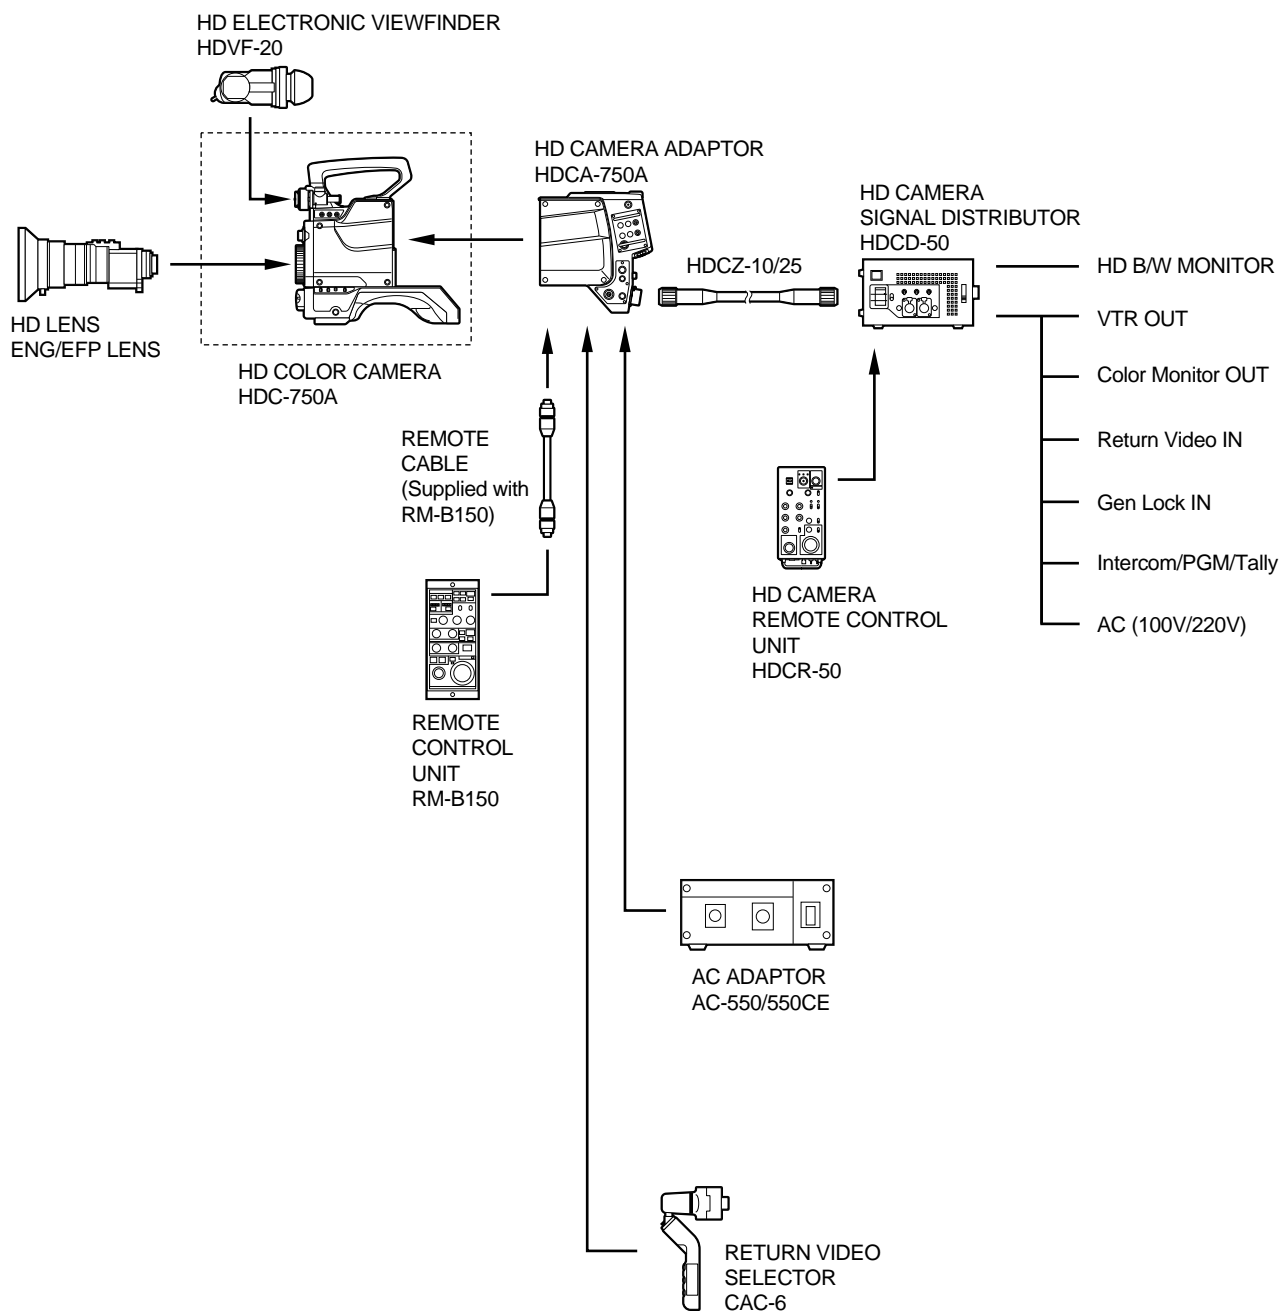 HD ELECTRONIC VIEWFINDER
HDVF-20
HD CAMERA ADAPTOR
HDCA-750A
HD CAMERA
SIGNAL DISTRIBUTOR
HDCD-50
HDCZ-10/25
HD B/W MONITOR
VTR OUT
Color Monitor OUT
Return Video IN
Gen Lock IN
Intercom/PGM/Tally
AC (100V/220V)
HD LENS
ENG/EFP LENS
HD COLOR CAMERA
HDC-750A
REMOTE
CABLE
(Supplied with
RM-B150)
HD CAMERA
REMOTE CONTROL
UNIT
HDCR-50
REMOTE
CONTROL
UNIT
RM-B150
AC ADAPTOR
AC-550/550CE
RETURN VIDEO
SELECTOR
CAC-6